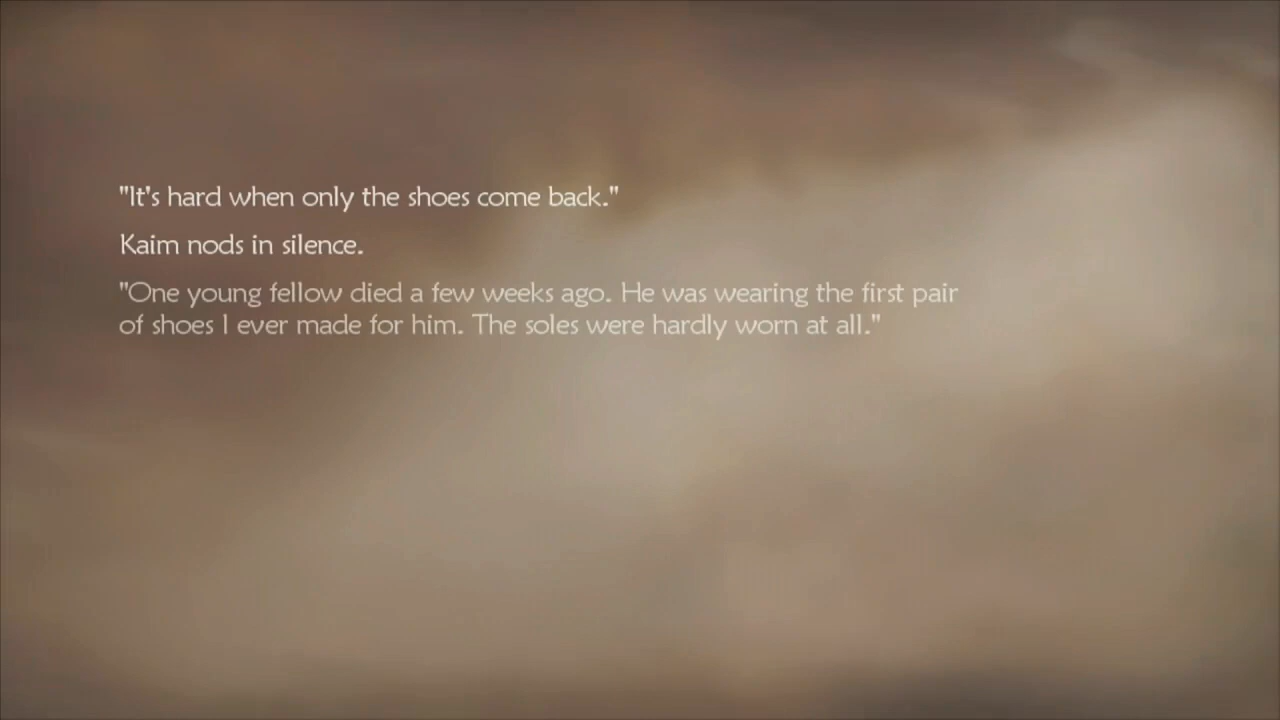 "It's hard when only the shoes come back."
Kaim nods in silence.
"One young fellow died a few weeks ago. He was wearing the first pair
of shoes I ever made for him. The soles were hardly worn at all."